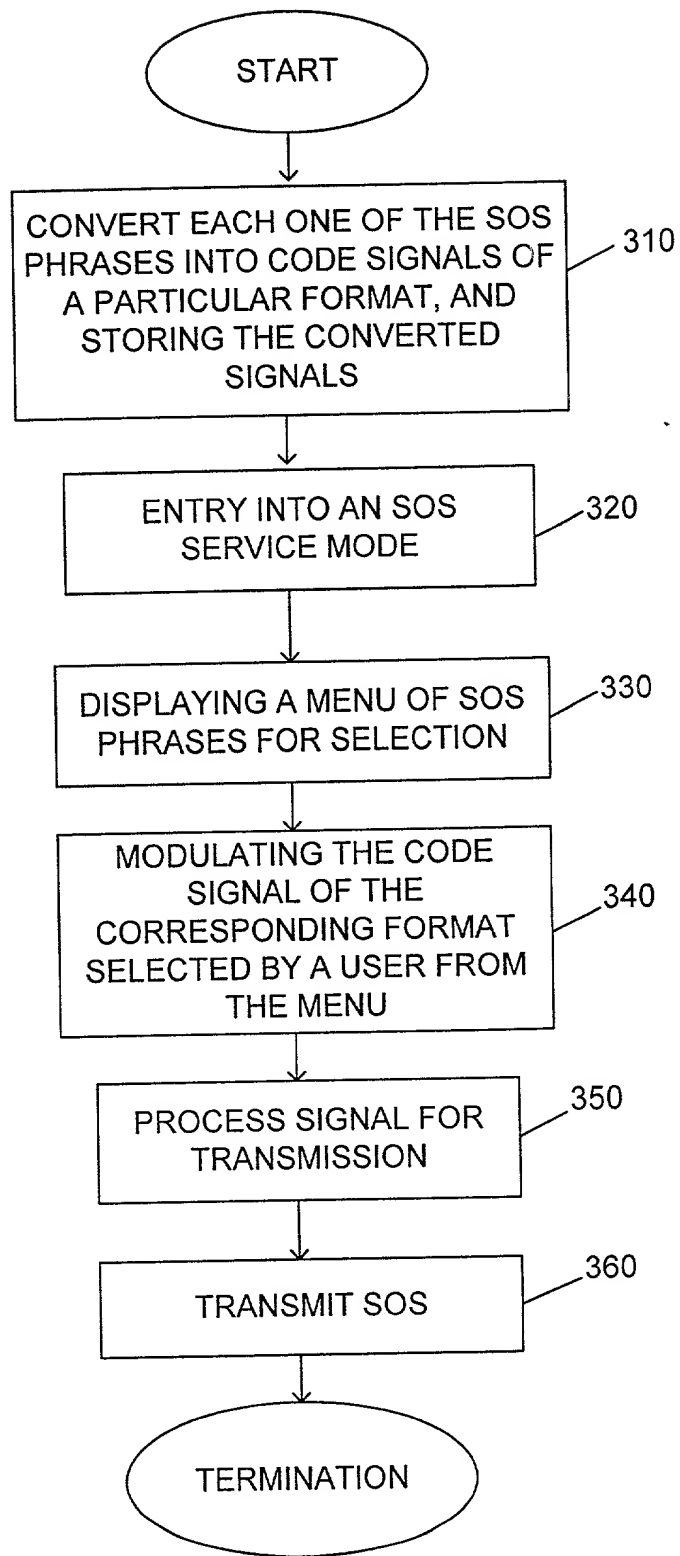 START
CONVERT EACH ONE OF THE SOS
PHRASES INTO CODE SIGNALS OF
A PARTICULAR FORMAT, AND
STORING THE CONVERTED
SIGNALS
310
ENTRY INTO AN SOS
SERVICE MODE
320
DISPLAYING A MENU OF SOS
PHRASES FOR SELECTION
330
MODULATING THE CODE
SIGNAL OF THE
CORRESPONDING FORMAT
SELECTED BY A USER FROM
THE MENU
340
PROCESS SIGNAL FOR
TRANSMISSION
350
TRANSMIT SOS
360
TERMINATION